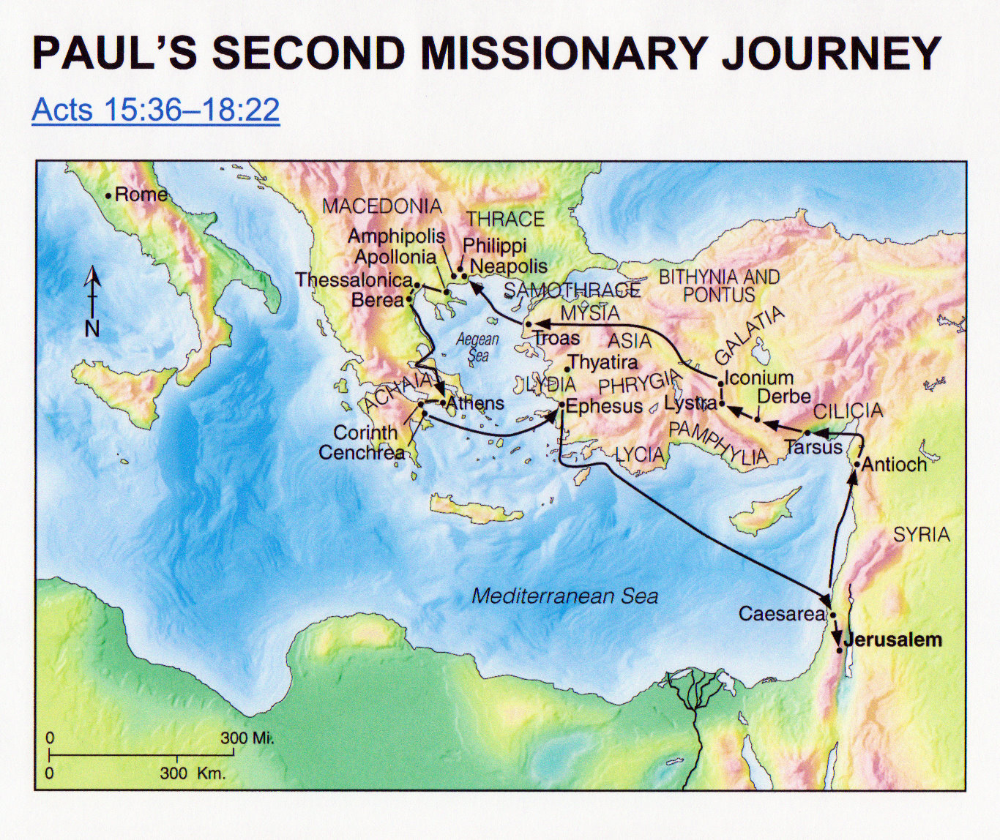 PAUL'S SECOND MISSIONARY JOURNEY
Acts 15:36–18:22
Rome
MACEDONIA
THRACE
Amphipolis
Philippi
Apollonia
Neapolis
Thessalonica
Berea
SAMOTHRACE
BITHYNIA AND
PONTUS
MYSIA
N
Aegean
Sea
Troas
ASIA
GALATIA
Thyatira
LYDIA
PHRYGIA
Iconium
ACHAIA
Athens
Ephesus
Lystra
Derbe
CILICIA
Corinth
Cenchrea
PAMPHYLIA
LYCIA
Tarsus
Antioch
SYRIA
Mediterranean Sea
Caesarea
Jerusalem
0 300 Mi.
0 300 Km.